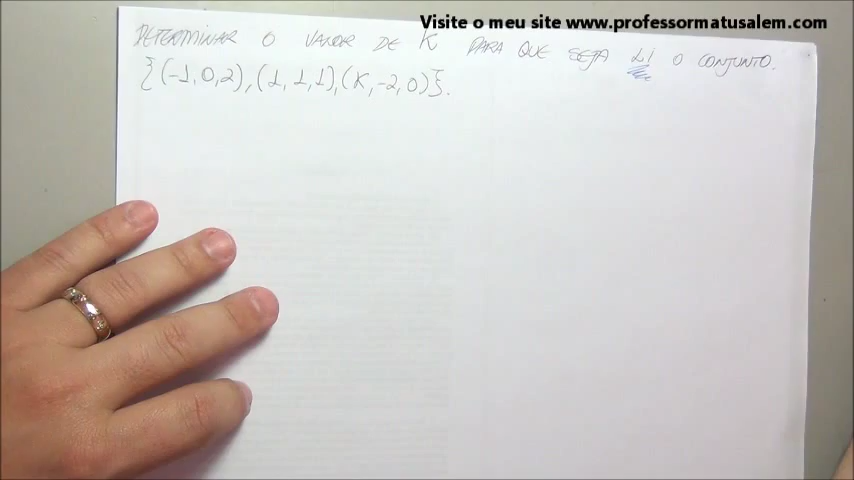 Visite o meu site www.professormatusalem.com
DETERMINAR O VALOR DE K PARA QUE SEJA LI O CONJUNTO.
{(-1,0,2),(1,1,1),(K,-2,0)}.